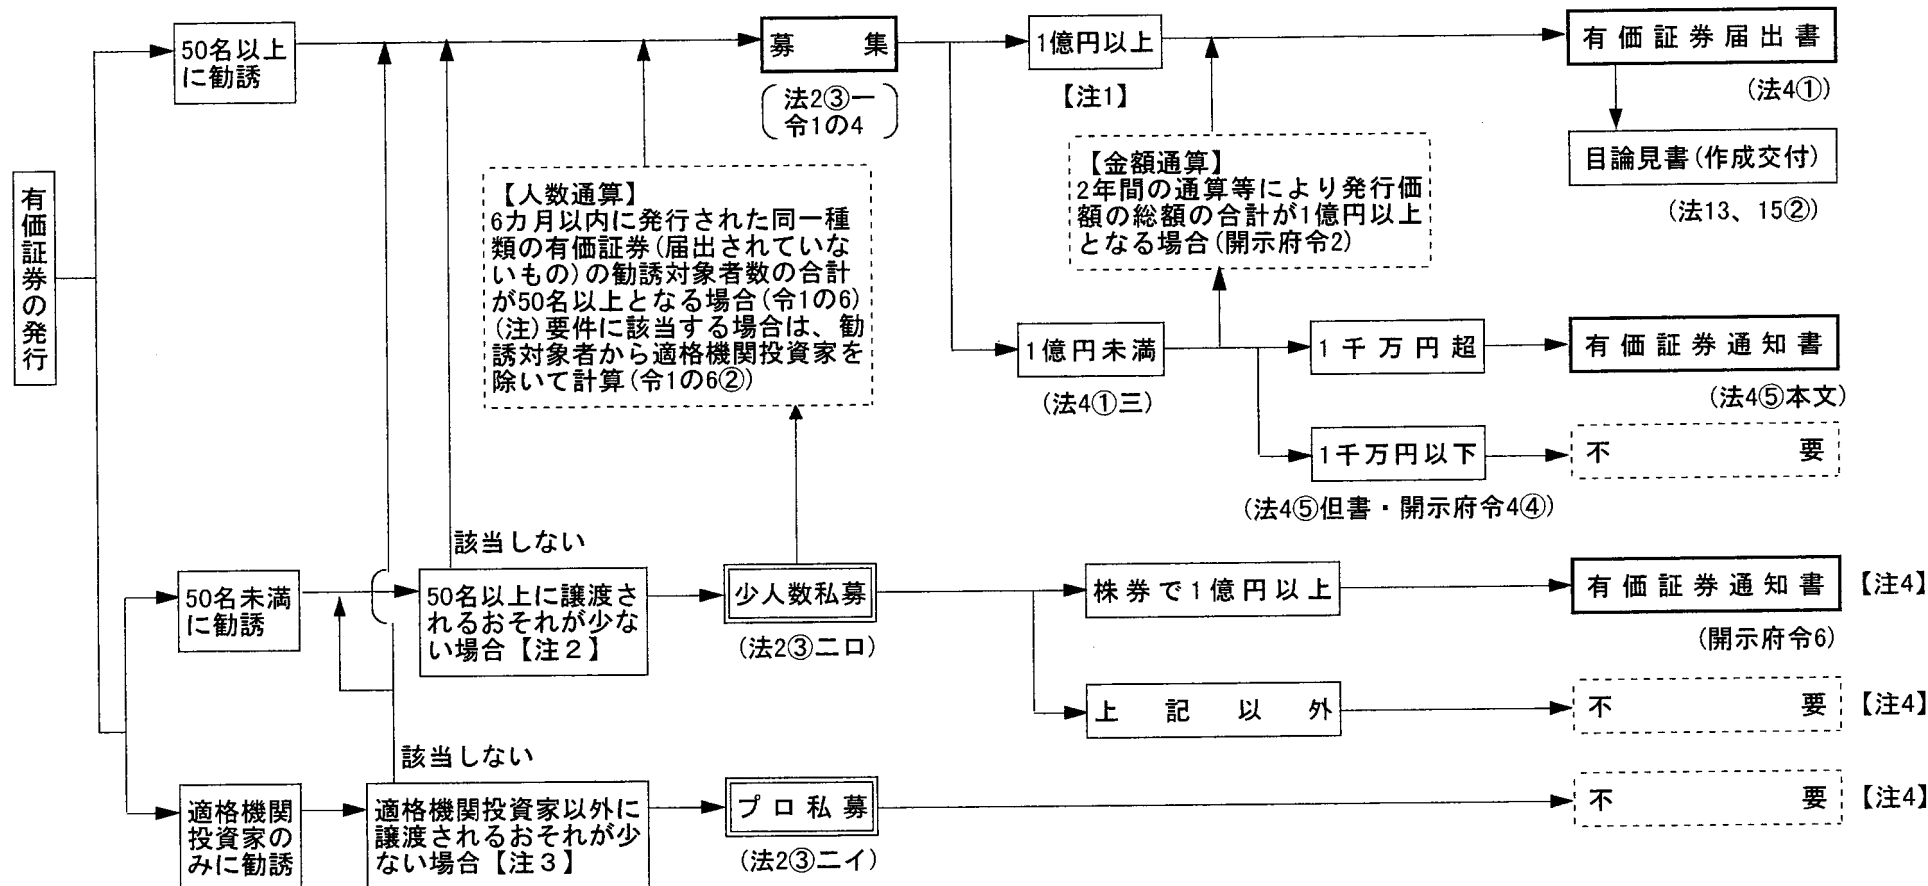 有価証券の発行
50名以上
に勧誘
募集
法2③一
令1の4
1億円以上
【注1】
有価証券届出書
(法4①)
目論見書(作成交付)
(法13、15②)
【人数通算】
6カ月以内に発行された同一種
類の有価証券(届出されていな
いもの)の勧誘対象者数の合計
が50名以上となる場合(令1の6)
(注)要件に該当する場合は、勧
誘対象者から適格機関投資家を
除いて計算(令1の6②)
【金額通算】
2年間の通算等により発行価
額の総額の合計が1億円以上
となる場合(開示府令2)
1億円未満
(法4①三)
1千万円超
有価証券通知書
(法4⑤本文)
1千万円以下
不要
(法4⑤但書・開示府令4④)
該当しない
50名未満
に勧誘
50名以上に譲渡さ
れるおそれが少な
い場合【注2】
少人数私募
(法2③二ロ)
株券で1億円以上
有価証券通知書
【注4】
(開示府令6)
上記以外
不要
【注4】
該当しない
適格機関
投資家の
みに勧誘
適格機関投資家以外に
譲渡されるおそれが少
ない場合【注3】
プロ私募
(法2③二イ)
不要
【注4】